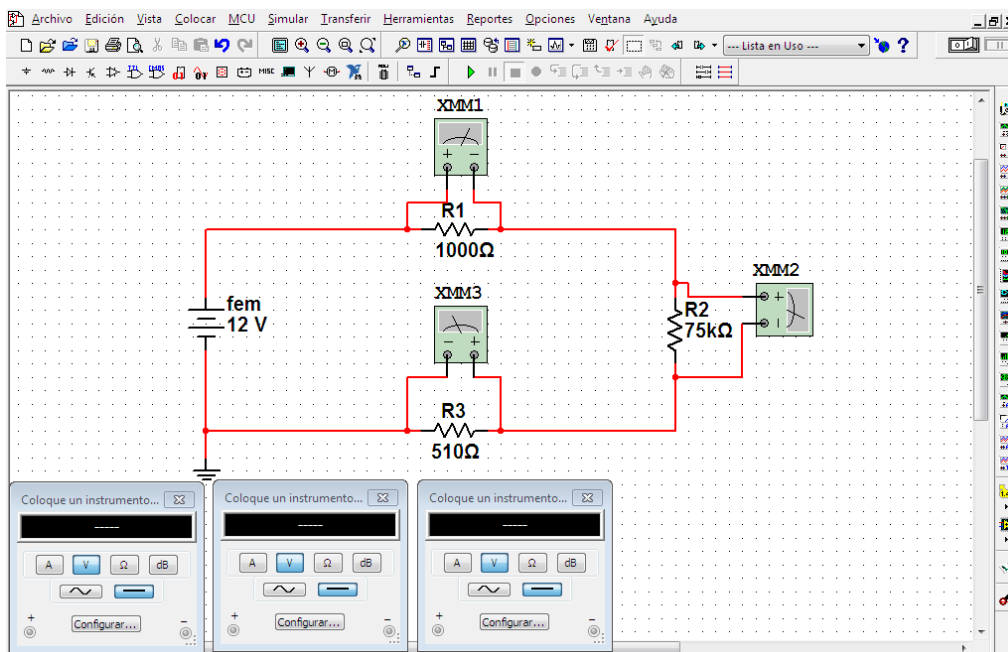 Archivo Edición Vista Colocar MCU Simular Transferir Herramientas Reportes Opciones Ventana Ayuda
--- Lista en Uso ---
MISC
XMM1
+ −
R1
1000Ω
XMM2
+
R2
75kΩ
fem
12 V
XMM3
− +
R3
510Ω
Coloque un instrumento...
-----
A V Ω dB
+ −
Configurar...
Coloque un instrumento...
-----
A V Ω dB
+ −
Configurar...
Coloque un instrumento...
-----
A V Ω dB
+ −
Configurar...